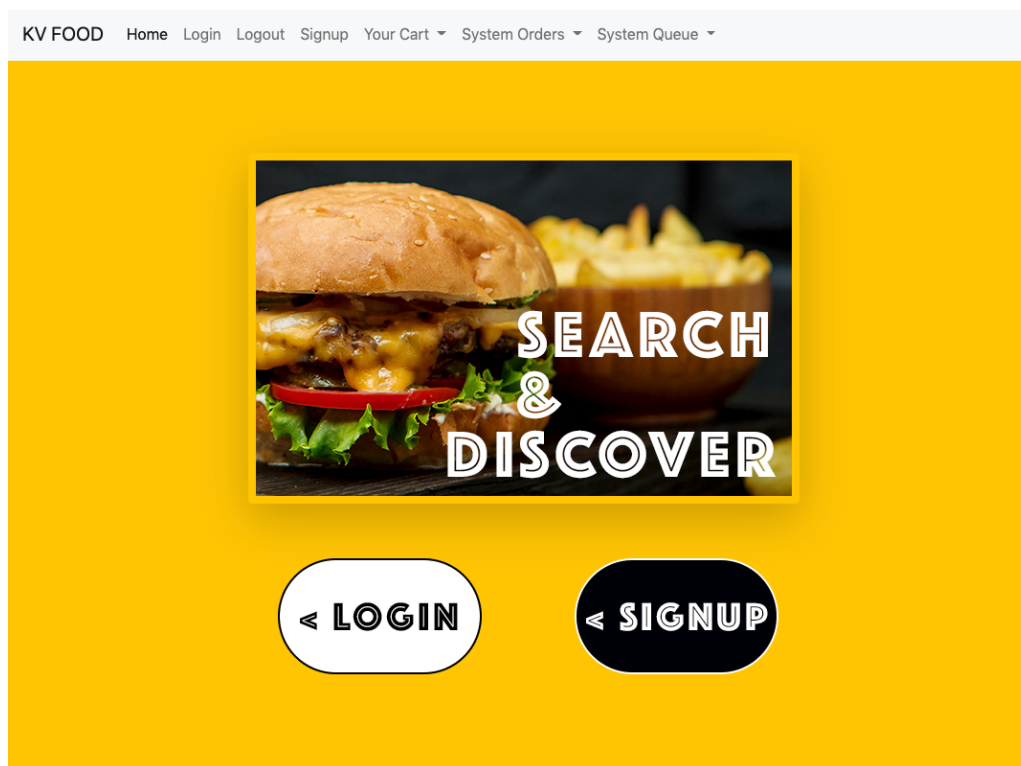 KV FOOD Home Login Logout Signup Your Cart System Orders System Queue
SEARCH
&
DISCOVER
< LOGIN
< SIGNUP